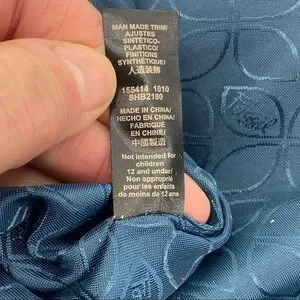 MAN MADE TRIM/
AJUSTES
SINTÉTICO-
PLASTICO/
FINITIONS
SYNTHÉTIQUE/
人造裝飾
155414 1010
SHB2180
MADE IN CHINA/
HECHO EN CHINA/
FABRIQUÉ
EN CHINE/
中國製造
Not intended for
children
12 and under/
Non approprié
pour les enfants
de moins de 12 ans